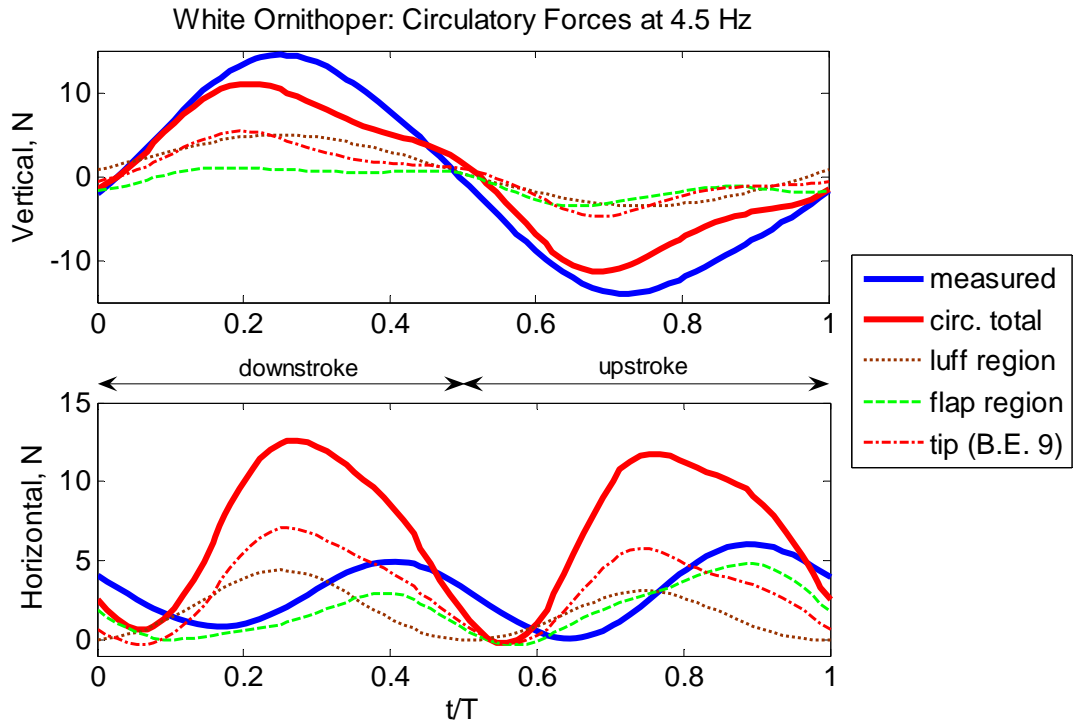 White Ornithoper: Circulatory Forces at 4.5 Hz
Vertical, N
10
0
-10
0
0.2
0.4
0.6
0.8
1
downstroke
upstroke
Horizontal, N
15
10
5
0
0
0.2
0.4
0.6
0.8
1
t/T
measured
circ. total
luff region
flap region
tip (B.E. 9)